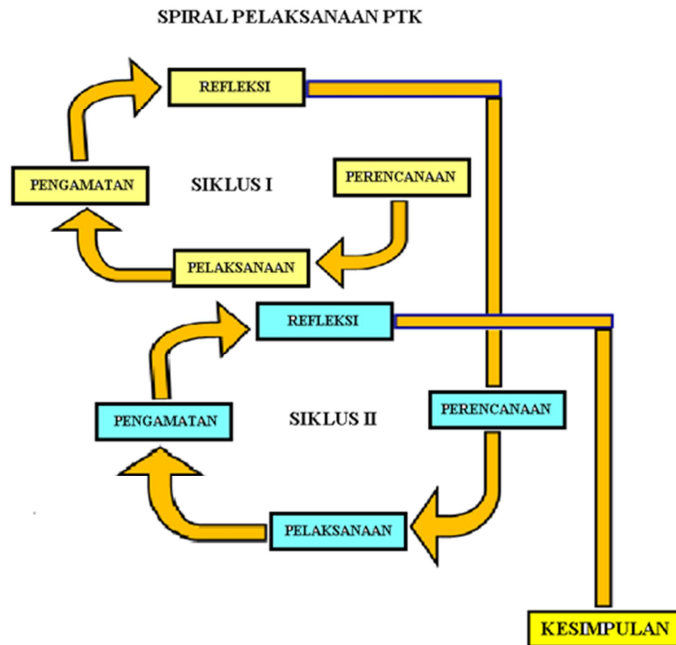 SPIRAL PELAKSANAAN PTK
REFLEKSI
PENGAMATAN
SIKLUS I
PERENCANAAN
PELAKSANAAN
REFLEKSI
PENGAMATAN
SIKLUS II
PERENCANAAN
PELAKSANAAN
KESIMPULAN